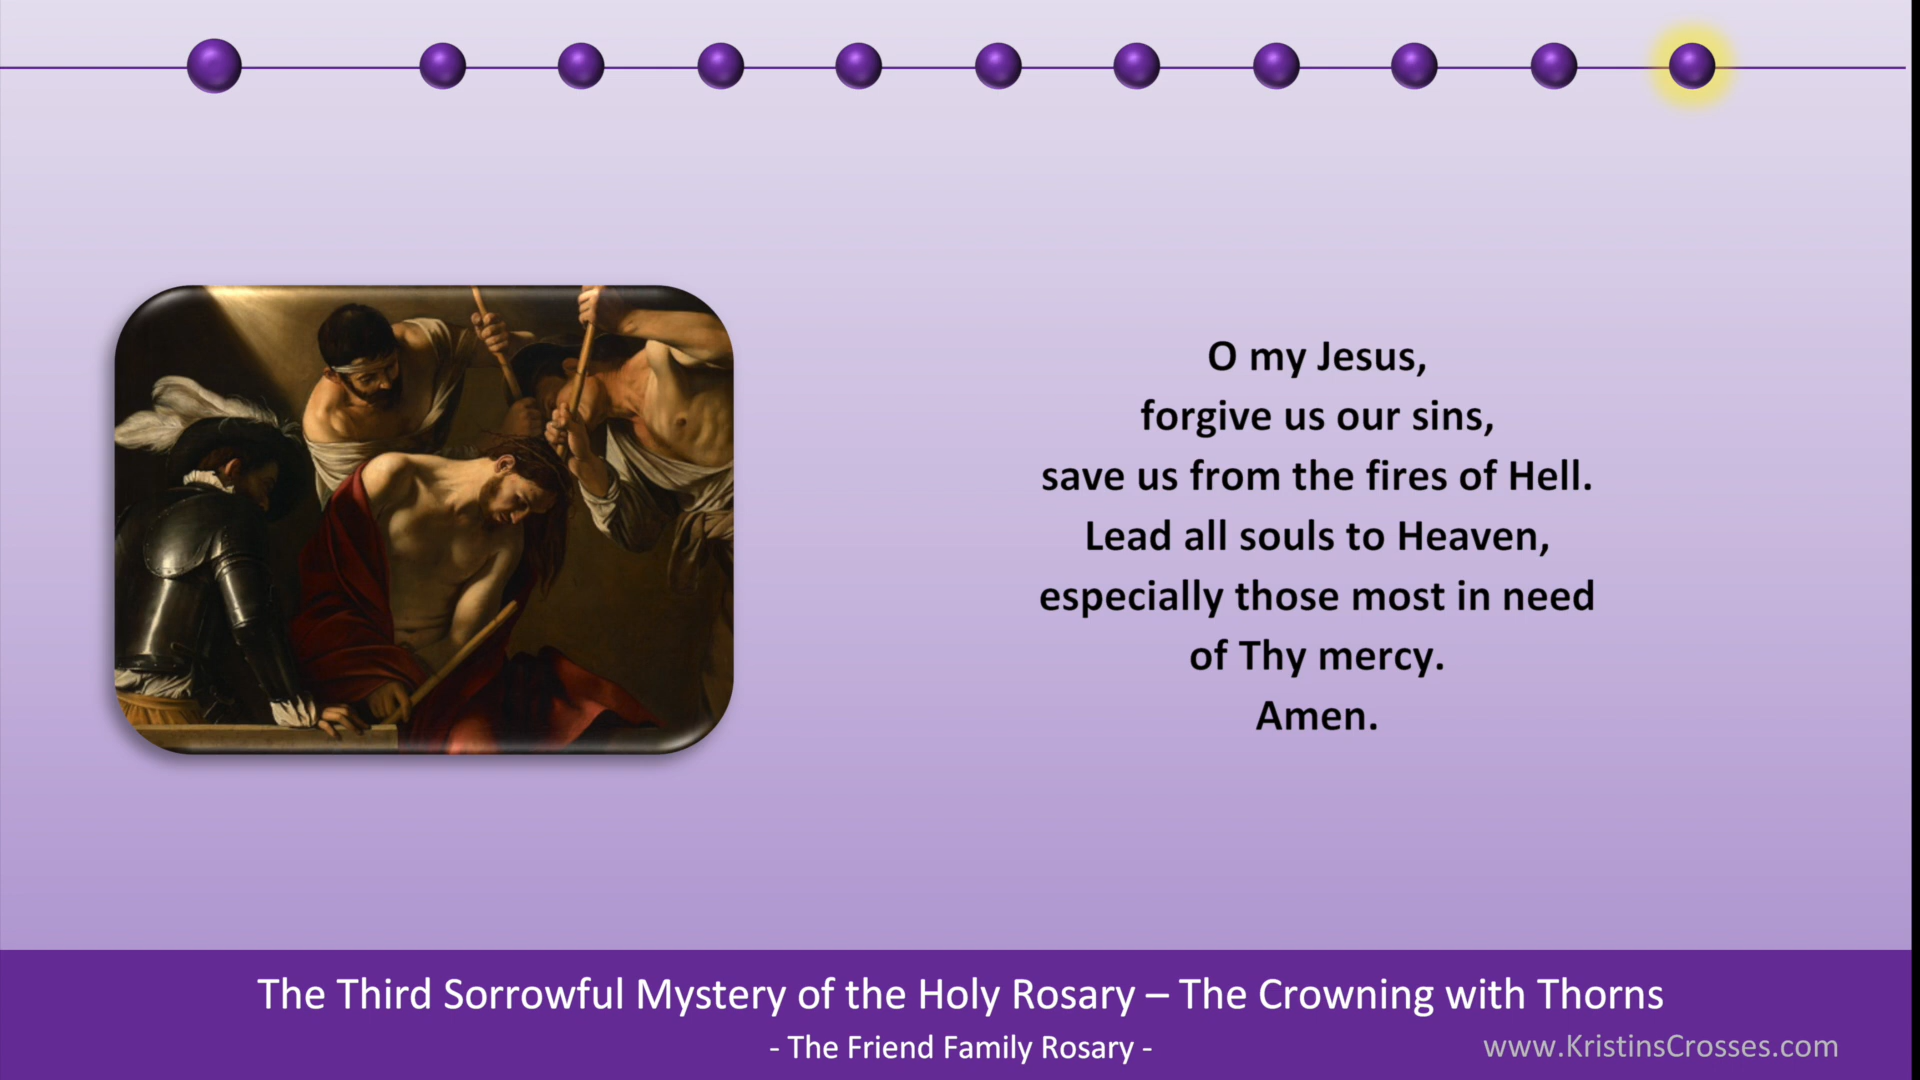 O my Jesus,
forgive us our sins,
save us from the fires of Hell.
Lead all souls to Heaven,
especially those most in need
of Thy mercy.
Amen.
The Third Sorrowful Mystery of the Holy Rosary – The Crowning with Thorns
- The Friend Family Rosary -
www.KristinsCrosses.com